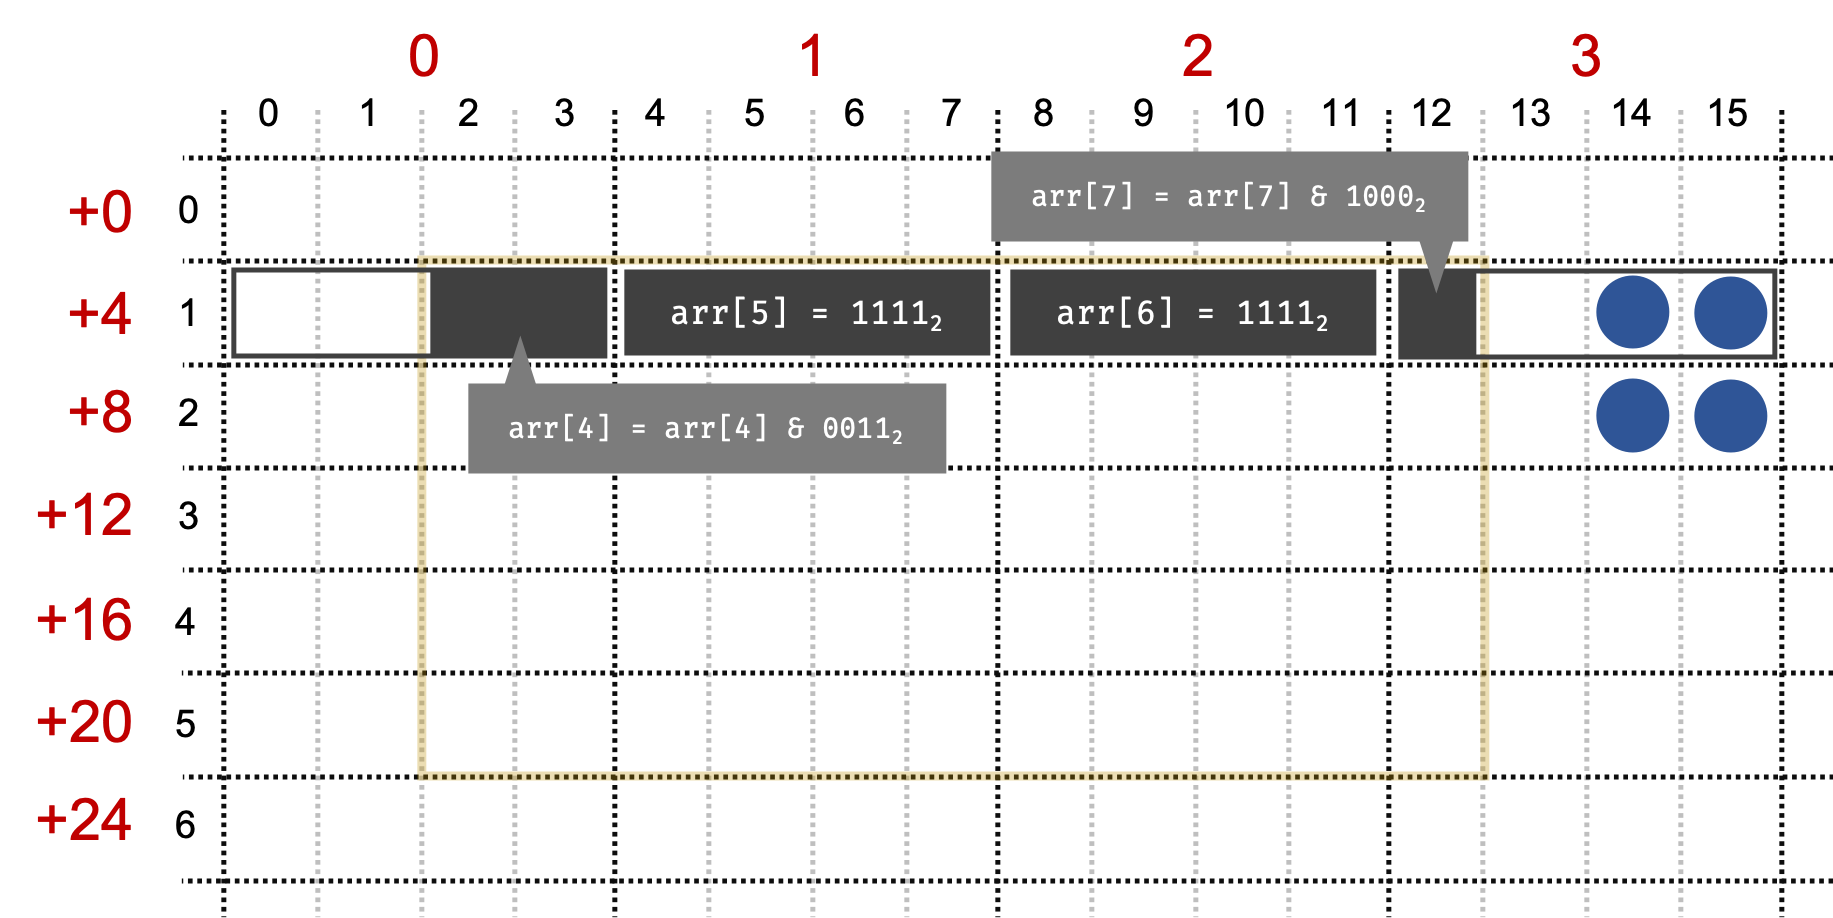 0 1 2 3
0 1 2 3 4 5 6 7 8 9 10 11 12 13 14 15
+0 0
arr[7] = arr[7] & 1000₂
+4 1
arr[5] = 1111₂
arr[6] = 1111₂
+8 2
arr[4] = arr[4] & 0011₂
+12 3
+16 4
+20 5
+24 6